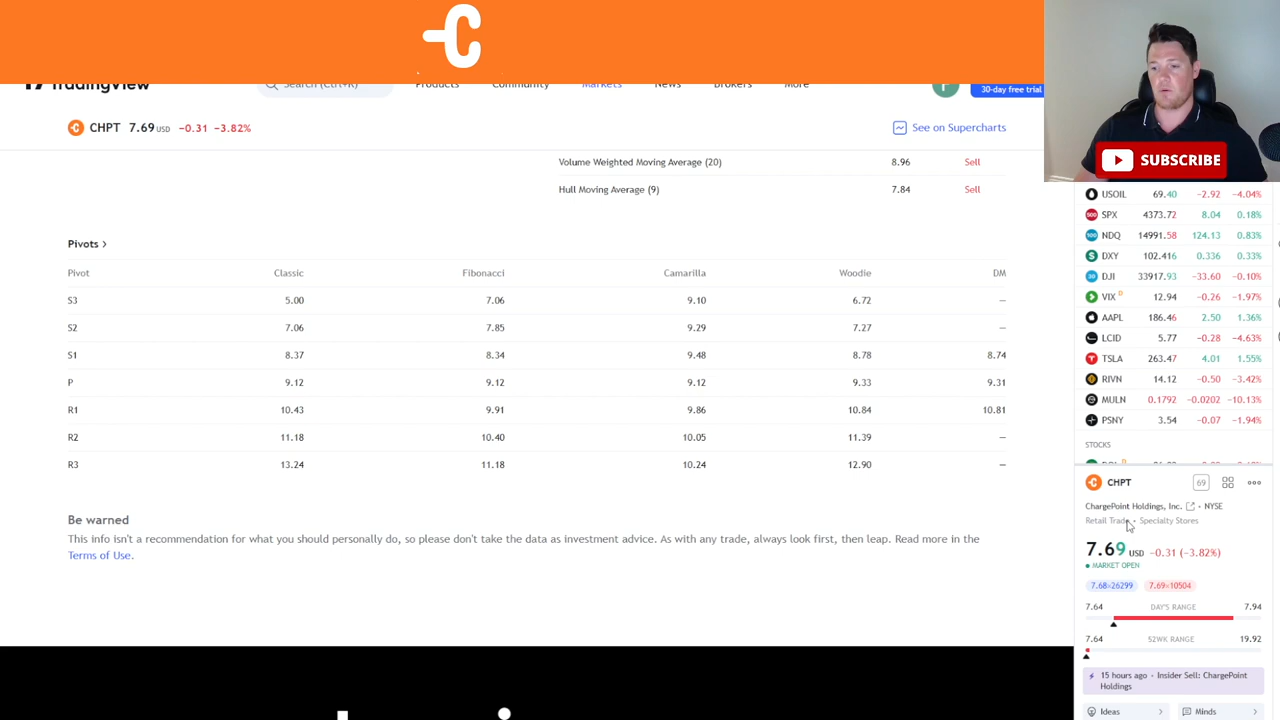 TradingView
Search (Ctrl+K)
Products
Community
Markets
News
Brokers
More
30-day free trial
CHPT 7.69 USD −0.31 −3.82%
See on Supercharts
SUBSCRIBE
Volume Weighted Moving Average (20) 8.96 Sell
Hull Moving Average (9) 7.84 Sell
Pivots >
Pivot Classic Fibonacci Camarilla Woodie DM
S3 5.00 7.06 9.10 6.72 —
S2 7.06 7.85 9.29 7.27 —
S1 8.37 8.34 9.48 8.78 8.74
P 9.12 9.12 9.12 9.33 9.31
R1 10.43 9.91 9.86 10.84 10.81
R2 11.18 10.40 10.05 11.39 —
R3 13.24 11.18 10.24 12.90 —
Be warned
This info isn't a recommendation for what you should personally do, so please don't take the data as investment advice. As with any trade, always look first, then leap. Read more in the
Terms of Use.
USOIL 69.40 −2.92 −4.04%
SPX 4373.72 8.04 0.18%
NDQ 14991.58 124.13 0.83%
DXY 102.416 0.336 0.33%
DJI 33917.93 −33.60 −0.10%
VIX D 12.94 −0.26 −1.97%
AAPL 186.46 2.50 1.36%
LCID 5.77 −0.28 −4.63%
TSLA 263.47 4.01 1.55%
RIVN 14.12 −0.50 −3.42%
MULN 0.1792 −0.0202 −10.13%
PSNY 3.54 −0.07 −1.94%
STOCKS
CHPT 69
ChargePoint Holdings, Inc. • NYSE
Retail Trade • Specialty Stores
7.69 USD −0.31 (−3.82%)
MARKET OPEN
7.68×26299 7.69×10504
7.64 DAY'S RANGE 7.94
7.64 52WK RANGE 19.92
15 hours ago • Insider Sell: ChargePoint
Holdings
Ideas >
Minds >